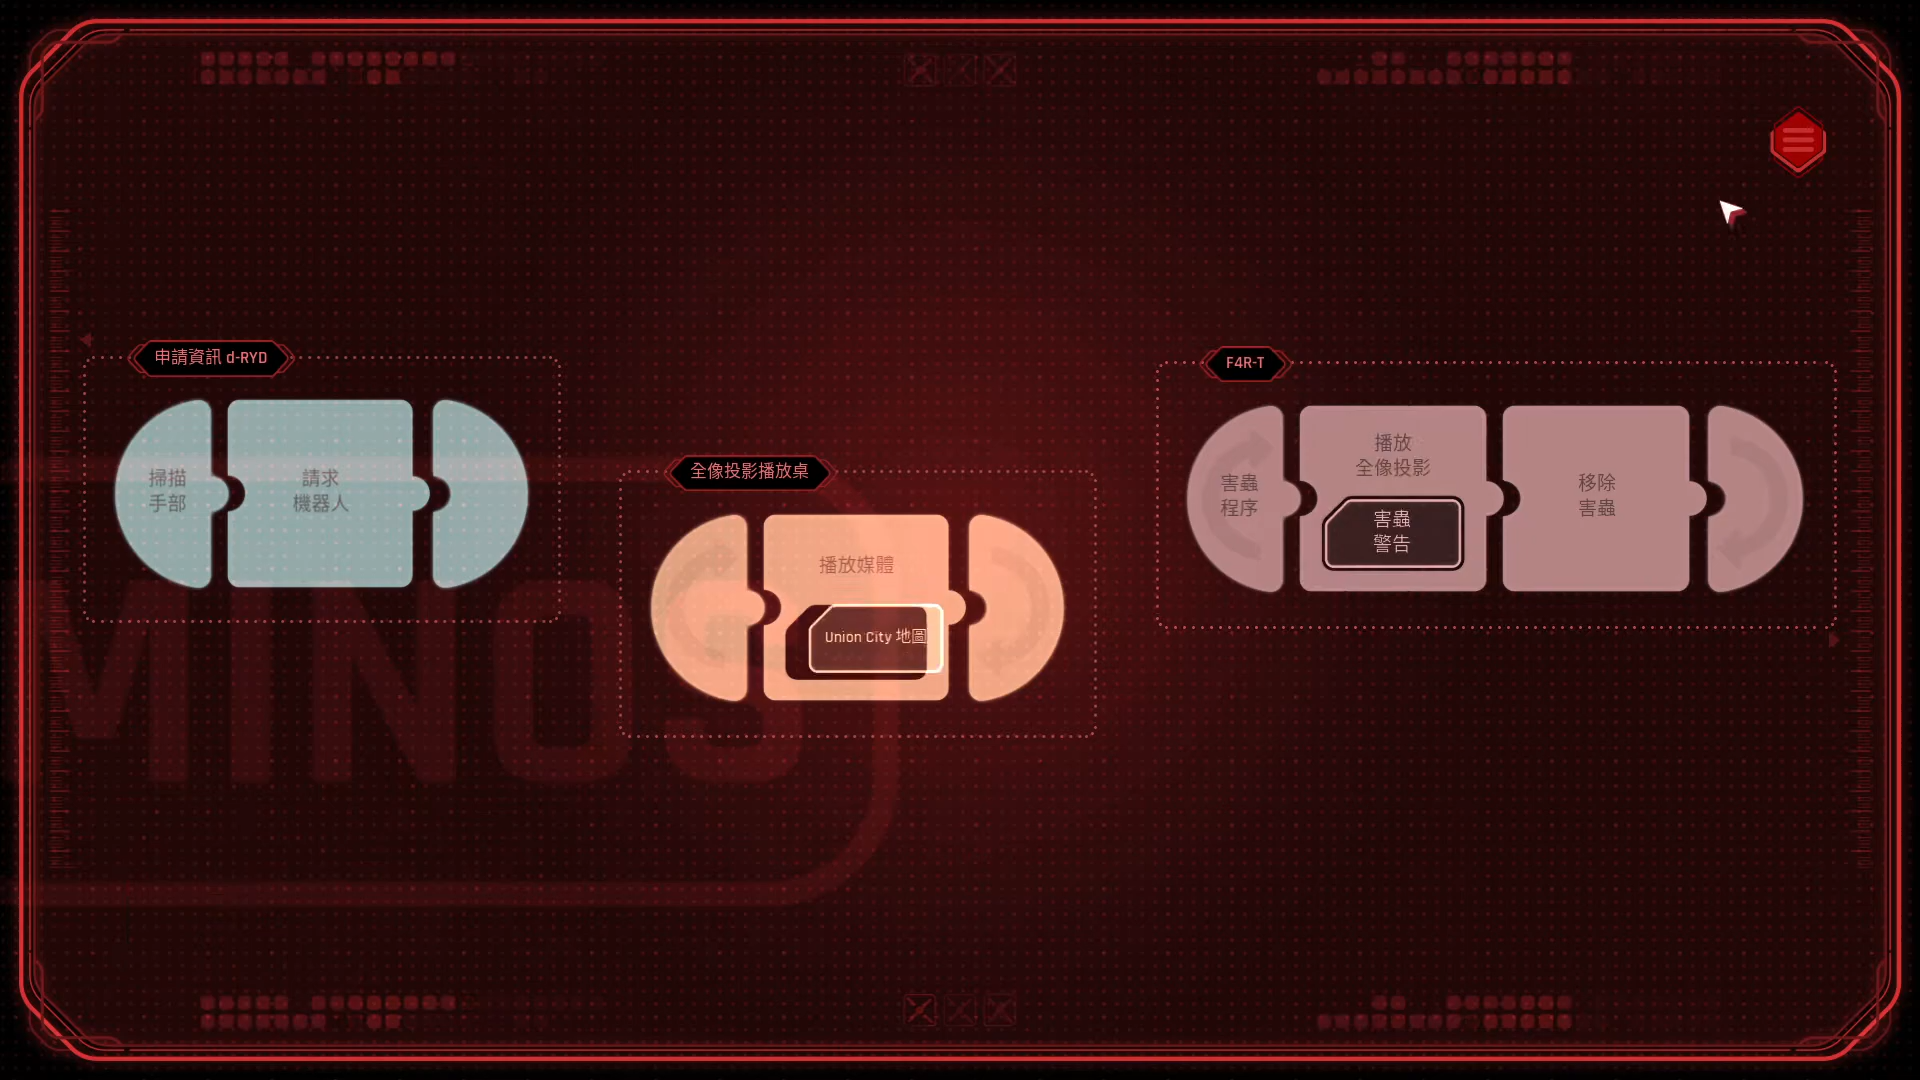 申請資訊 d-RYD
掃描
手部
請求
機器人
全像投影播放桌
播放媒體
Union City 地圖
F4R-T
害蟲
程序
播放
全像投影
害蟲
警告
移除
害蟲
MINOS